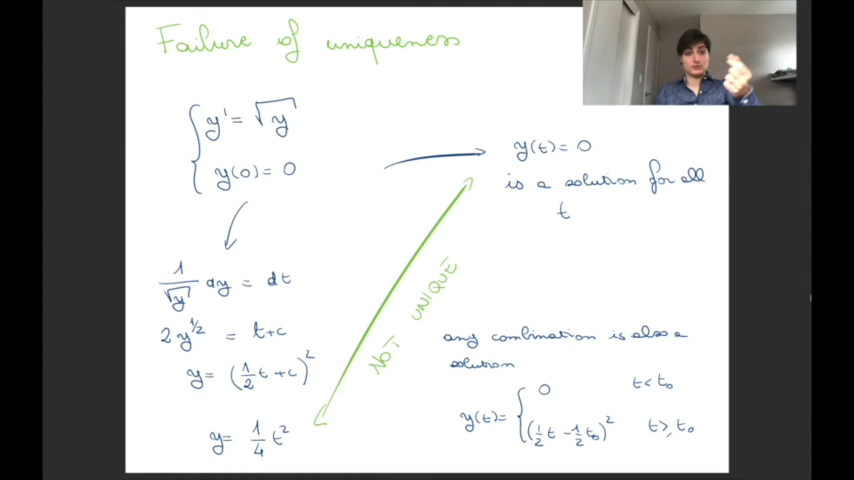 Failure of uniqueness
y' = √y
y(0) = 0
1/√y dy = dt
2y^1/2 = t+c
y = (1/2 t + c)^2
y = 1/4 t^2
NOT UNIQUE
y(t) = 0
is a solution for all
t
any combination is also a
solution
y(t) = { 0 t < t₀
(1/2 t - 1/2 t₀)^2 t ≥ t₀